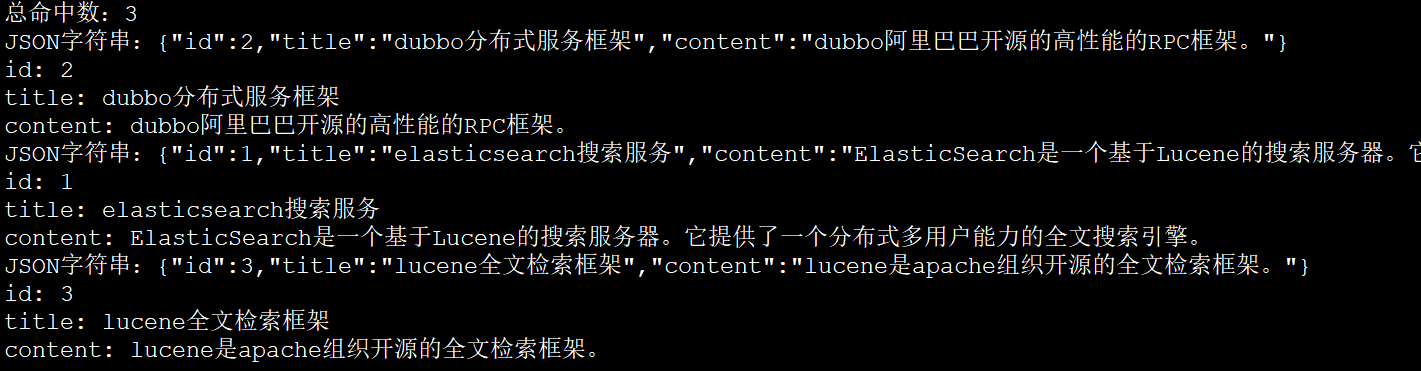 总命中数：3
JSON字符串：{"id":2,"title":"dubbo分布式服务框架","content":"dubbo阿里巴巴开源的高性能的RPC框架。"}
id: 2
title: dubbo分布式服务框架
content: dubbo阿里巴巴开源的高性能的RPC框架。
JSON字符串：{"id":1,"title":"elasticsearch搜索服务","content":"ElasticSearch是一个基于Lucene的搜索服务器。它
id: 1
title: elasticsearch搜索服务
content: ElasticSearch是一个基于Lucene的搜索服务器。它提供了一个分布式多用户能力的全文搜索引擎。
JSON字符串：{"id":3,"title":"lucene全文检索框架","content":"lucene是apache组织开源的全文检索框架。"}
id: 3
title: lucene全文检索框架
content: lucene是apache组织开源的全文检索框架。